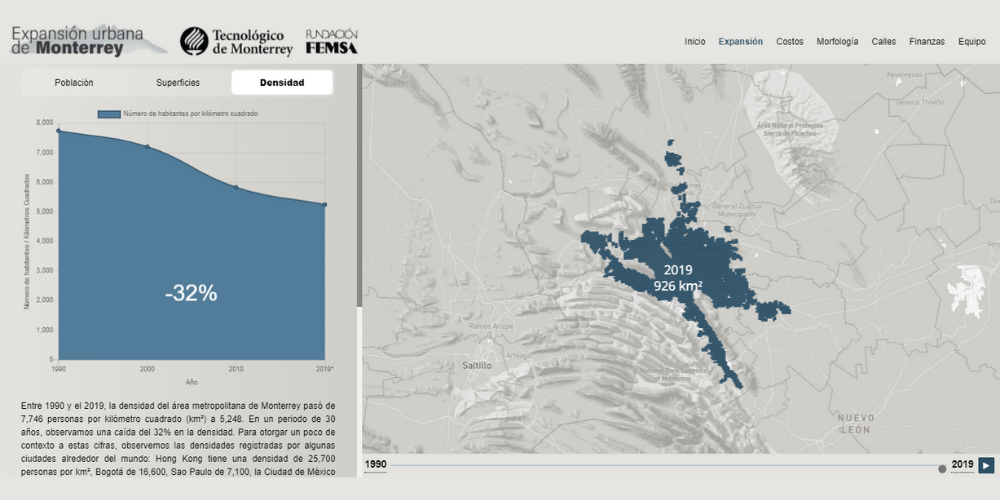 Expansión urbana
de Monterrey
Tecnológico
de Monterrey
FUNDACIÓN
FEMSA
Inicio
Expansión
Costos
Morfología
Calles
Finanzas
Equipo
Población
Superficies
Densidad
Número de habitantes por kilómetro cuadrado
8,000
7,000
6,000
5,000
4,000
3,000
2,000
1,000
0
Número de habitantes / Kilómetros Cuadrados
-32%
1990
2000
2010
2019*
Año
Entre 1990 y el 2019, la densidad del área metropolitana de Monterrey pasó de
7,746 personas por kilómetro cuadrado (km²) a 5,248. En un periodo de 30
años, observamos una caída del 32% en la densidad. Para otorgar un poco de
contexto a estas cifras, observemos las densidades registradas por algunas
ciudades alrededor del mundo: Hong Kong tiene una densidad de 25,700
personas por km², Bogotá de 16,600, Sao Paulo de 7,100, la Ciudad de México
Agualeguas
General Treviño
Área Natural Protegida
Sierra de Picachos
General Zuazua
Municipality
2019
926 km²
Ramos Arizpe
Arteaga
Saltillo
NUEVO
LEÓN
1990
2019